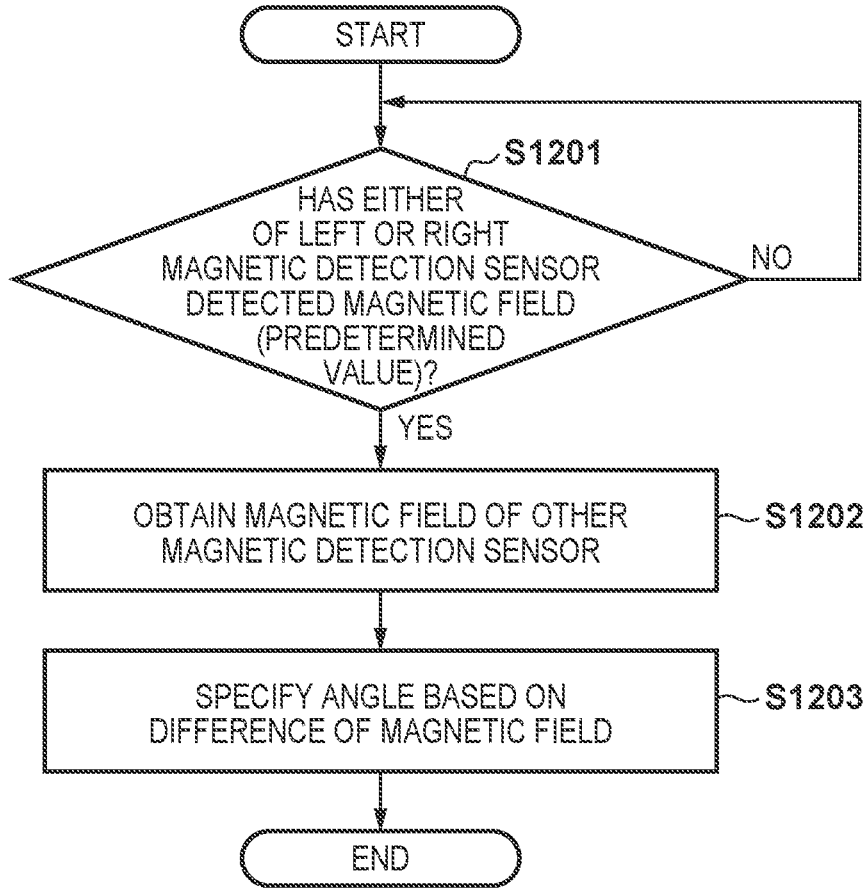 START
S1201
HAS EITHER
OF LEFT OR RIGHT
MAGNETIC DETECTION SENSOR
DETECTED MAGNETIC FIELD
(PREDETERMINED
VALUE)?
NO
YES
OBTAIN MAGNETIC FIELD OF OTHER
MAGNETIC DETECTION SENSOR
S1202
SPECIFY ANGLE BASED ON
DIFFERENCE OF MAGNETIC FIELD
S1203
END